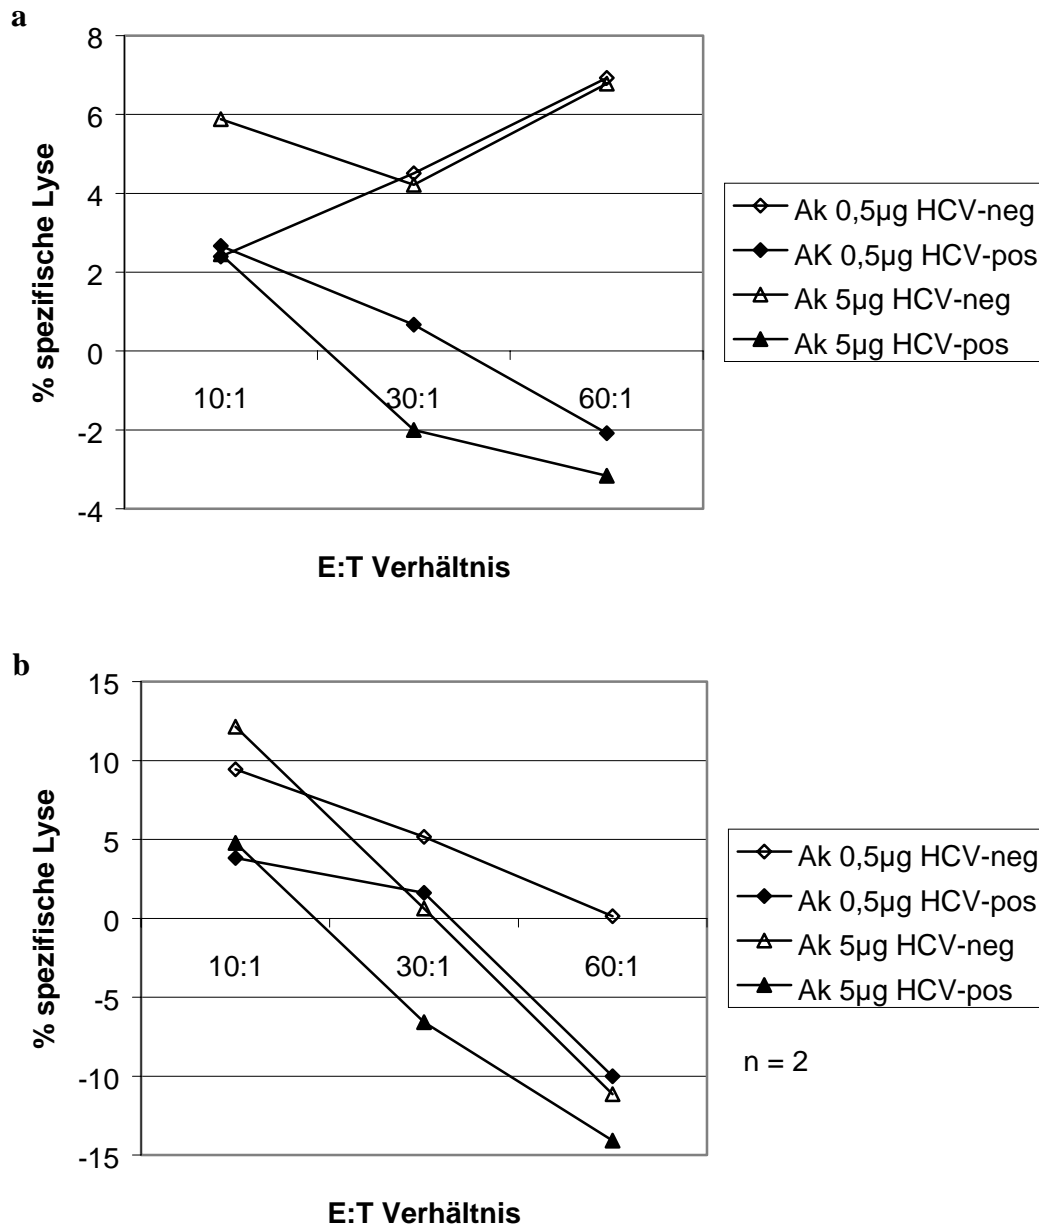 a
8
6
4
2
0
-2
-4
% spezifische Lyse
10:1 30:1 60:1
E:T Verhältnis
Ak 0,5µg HCV-neg
AK 0,5µg HCV-pos
Ak 5µg HCV-neg
Ak 5µg HCV-pos
b
15
10
5
0
-5
-10
-15
% spezifische Lyse
10:1 30:1 60:1
E:T Verhältnis
Ak 0,5µg HCV-neg
Ak 0,5µg HCV-pos
Ak 5µg HCV-neg
Ak 5µg HCV-pos
n = 2